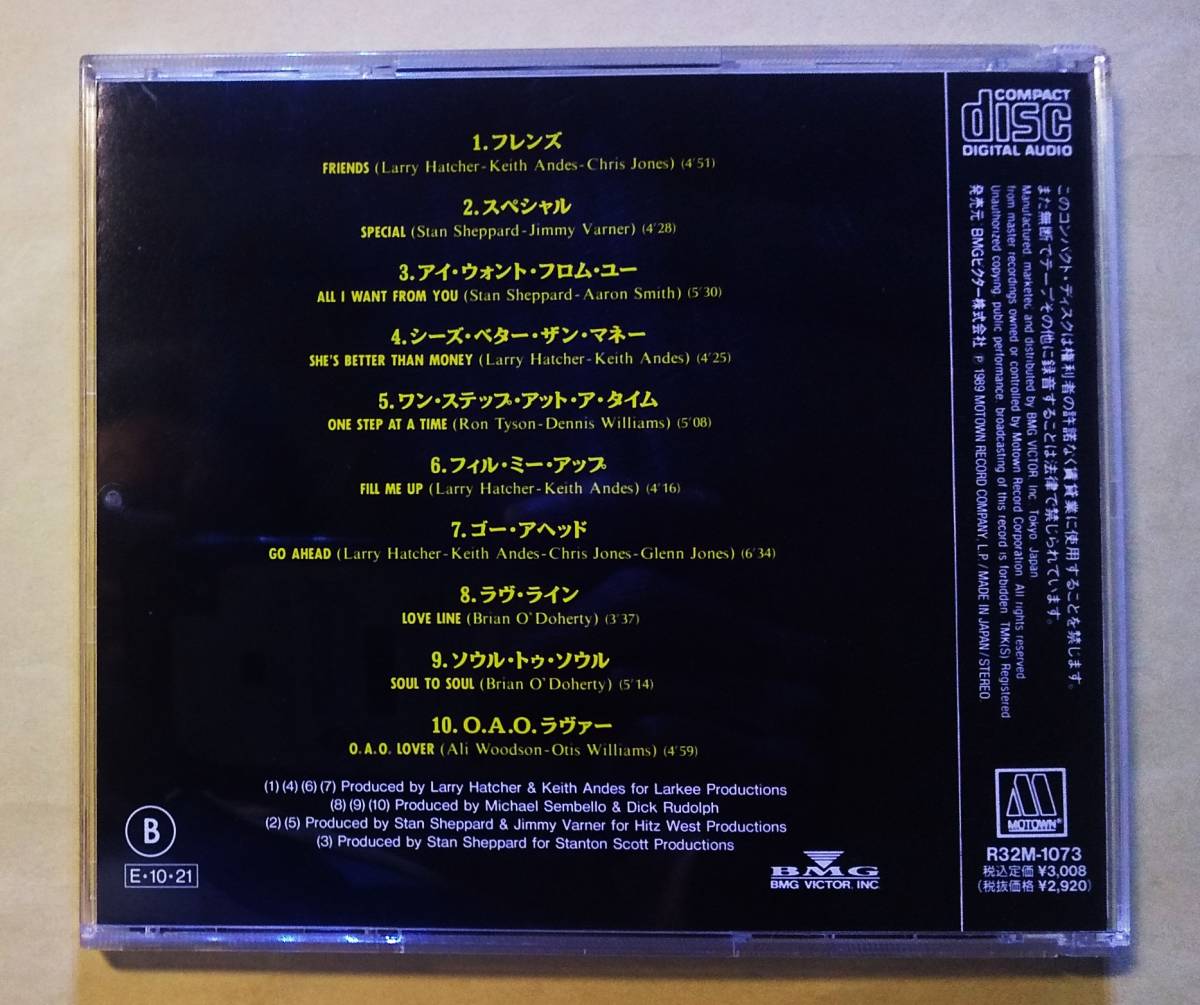 1.フレンズ
FRIENDS (Larry Hatcher-Keith Andes-Chris Jones) (4'51)
2.スペシャル
SPECIAL (Stan Sheppard-Jimmy Varner) (4'28)
3.アイ・ウォント・フロム・ユー
ALL I WANT FROM YOU (Stan Sheppard-Aaron Smith) (5'30)
4.シーズ・ベター・ザン・マネー
SHE'S BETTER THAN MONEY (Larry Hatcher-Keith Andes) (4'25)
5.ワン・ステップ・アット・ア・タイム
ONE STEP AT A TIME (Ron Tyson-Dennis Williams) (5'08)
6.フィル・ミー・アップ
FILL ME UP (Larry Hatcher-Keith Andes) (4'16)
7.ゴー・アヘッド
GO AHEAD (Larry Hatcher-Keith Andes-Chris Jones-Glenn Jones) (6'34)
8.ラヴ・ライン
LOVE LINE (Brian O'Doherty) (3'37)
9.ソウル・トゥ・ソウル
SOUL TO SOUL (Brian O'Doherty) (5'14)
10.O.A.O.ラヴァー
O.A.O. LOVER (Ali Woodson-Otis Williams) (4'59)
(1)(4)(6)(7) Produced by Larry Hatcher & Keith Andes for Larkee Productions
(8)(9)(10) Produced by Michael Sembello & Dick Rudolph
(2)(5) Produced by Stan Sheppard & Jimmy Varner for Hitz West Productions
(3) Produced by Stan Sheppard for Stanton Scott Productions
B
E・10・21
BMG
BMG VICTOR, INC.
COMPACT
disc
DIGITAL AUDIO
このコンパクト・ディスクは権利者の許諾なく賃貸業に使用することを禁じます。
また無断でテープその他に録音することは法律で禁じられています。
Manufactured, marketed and distributed by BMG VICTOR, Inc. Tokyo, Japan
from master recordings owned or controlled by Motown Record Corporation. All rights reserved.
Unauthorized copying, public performance, broadcasting of this record is forbidden. TMK(S) Registered
発売元 BMGビクター株式会社 Ⓟ 1989 MOTOWN RECORD COMPANY, L.P. / MADE IN JAPAN / STEREO
MOTOWN®
R32M-1073
税込定価 ¥3,008
(税抜価格 ¥2,920)